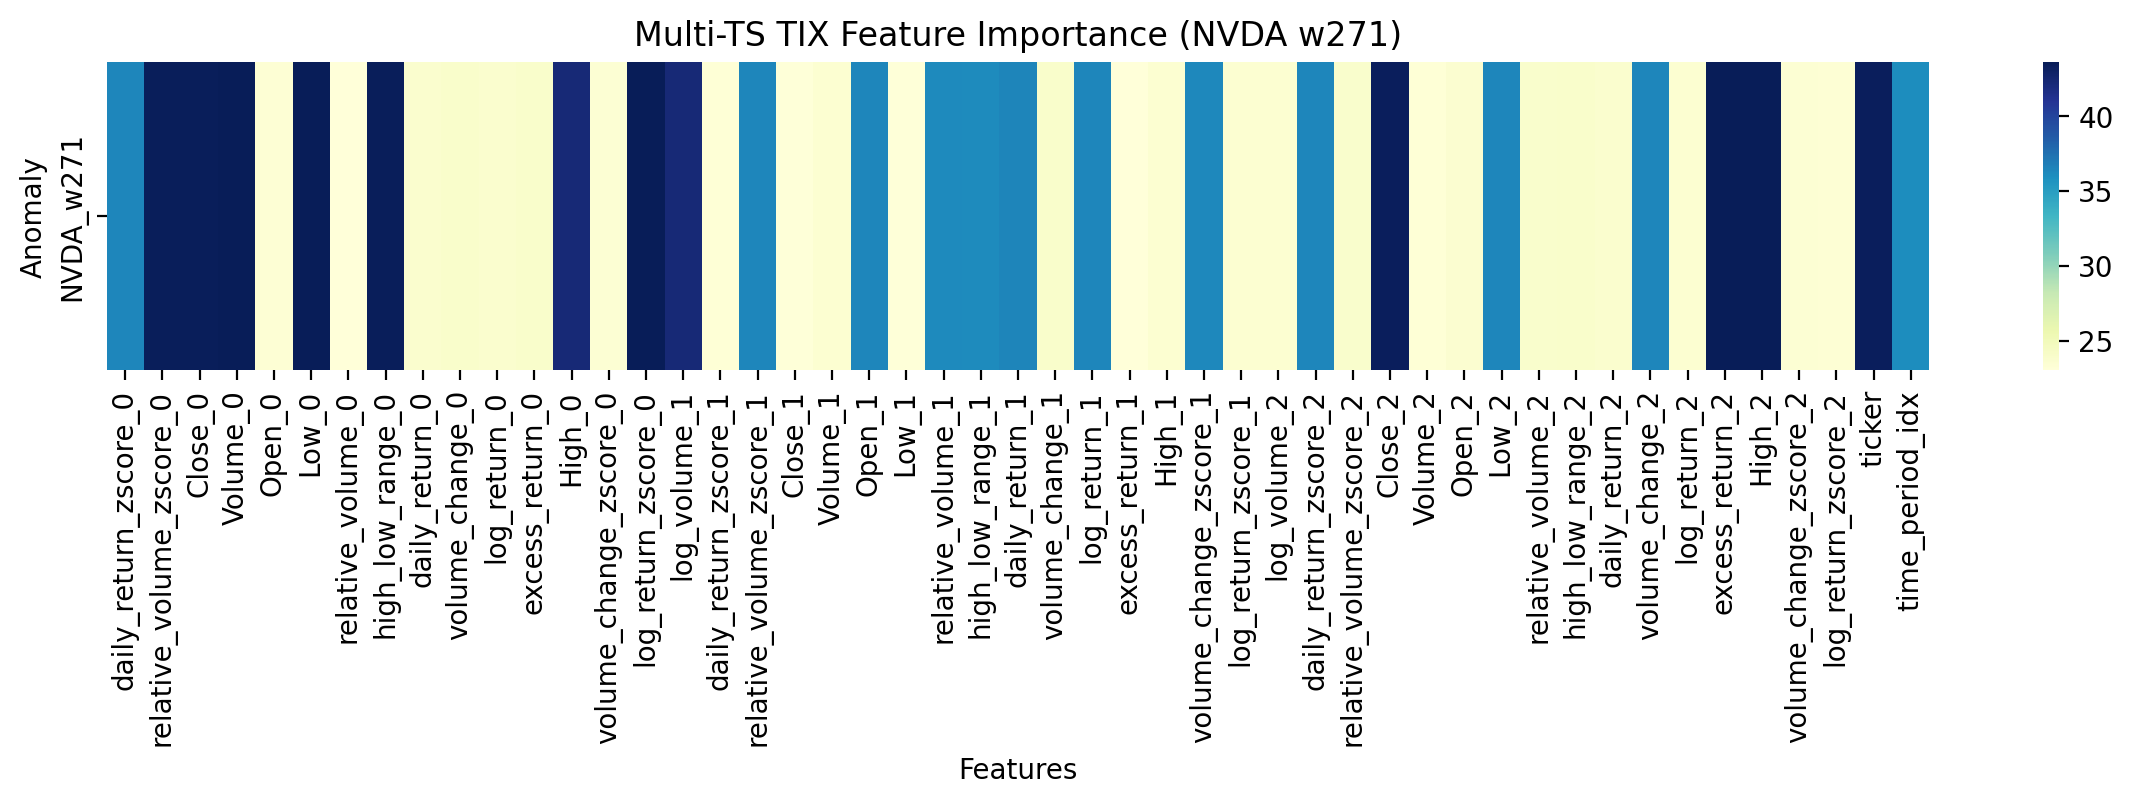 Multi-TS TIX Feature Importance (NVDA w271)
Anomaly
NVDA_w271
daily_return_zscore_0
relative_volume_zscore_0
Close_0
Volume_0
Open_0
Low_0
relative_volume_0
high_low_range_0
daily_return_0
volume_change_0
log_return_0
excess_return_0
High_0
volume_change_zscore_0
log_return_zscore_0
log_volume_1
daily_return_zscore_1
relative_volume_zscore_1
Close_1
Volume_1
Open_1
Low_1
relative_volume_1
high_low_range_1
daily_return_1
volume_change_1
log_return_1
excess_return_1
High_1
volume_change_zscore_1
log_return_zscore_1
log_volume_2
daily_return_zscore_2
relative_volume_zscore_2
Close_2
Volume_2
Open_2
Low_2
relative_volume_2
high_low_range_2
daily_return_2
volume_change_2
log_return_2
excess_return_2
High_2
volume_change_zscore_2
log_return_zscore_2
ticker
time_period_idx
Features
40
35
30
25